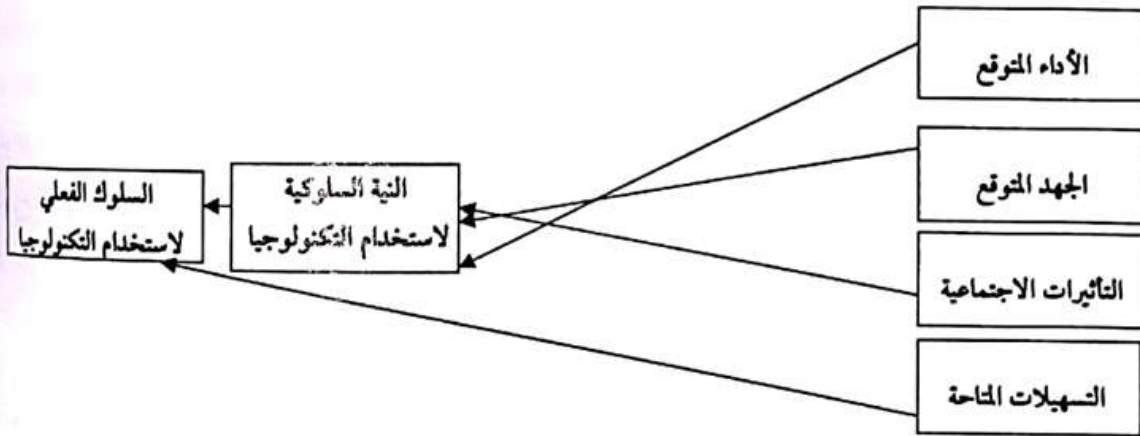 الأداء المتوقع
الجهد المتوقع
التأثيرات الاجتماعية
التسهيلات المتاحة
النية السلوكية
لاستخدام التكنولوجيا
السلوك الفعلي
لاستخدام التكنولوجيا